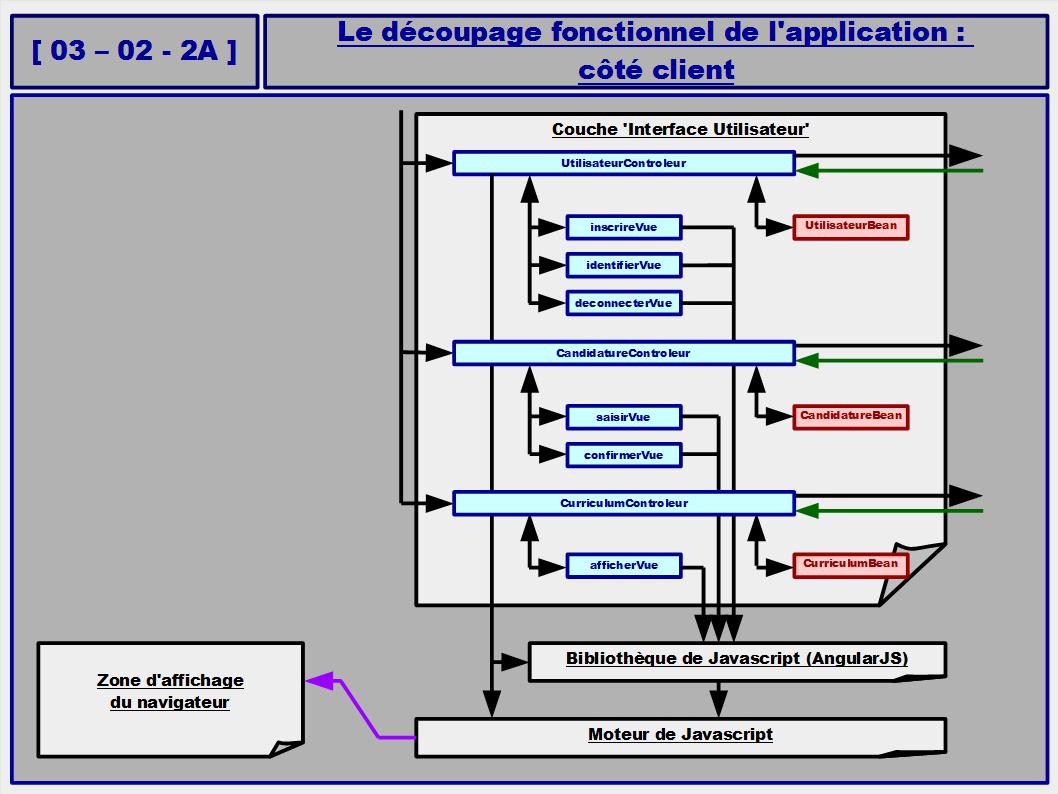 [ 03 – 02 - 2A ]
Le découpage fonctionnel de l'application :
côté client
Couche 'Interface Utilisateur'
UtilisateurControleur
inscrireVue
UtilisateurBean
identifierVue
deconnecterVue
CandidatureControleur
saisirVue
CandidatureBean
confirmerVue
CurriculumControleur
afficherVue
CurriculumBean
Bibliothèque de Javascript (AngularJS)
Zone d'affichage
du navigateur
Moteur de Javascript